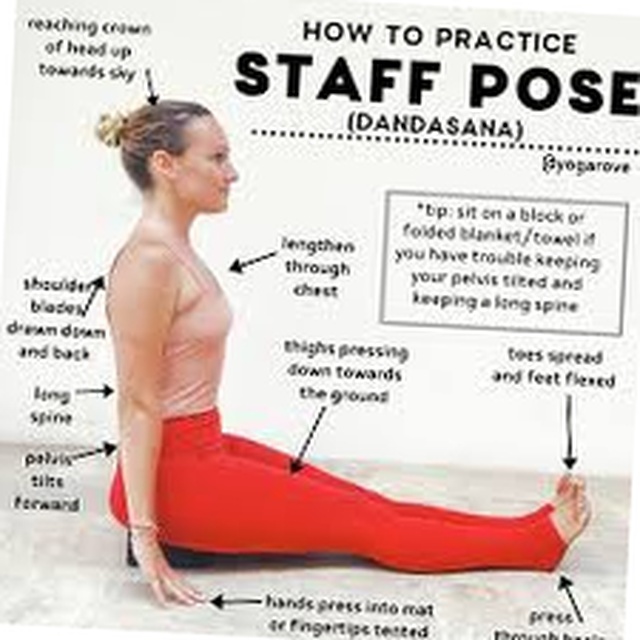 reaching crown
of head up
towards sky
HOW TO PRACTICE
STAFF POSE
(DANDASANA)
@yogarove
*tip: sit on a block or
folded blanket/towel if
you have trouble keeping
your pelvis tilted and
keeping a long spine
lengthen
through
chest
shoulder
blades
drawn down
and back
thighs pressing
down towards
the ground
toes spread
and feet flexed
long
spine
pelvis
tilts
forward
hands press into mat
or fingertips tented
press
through heels